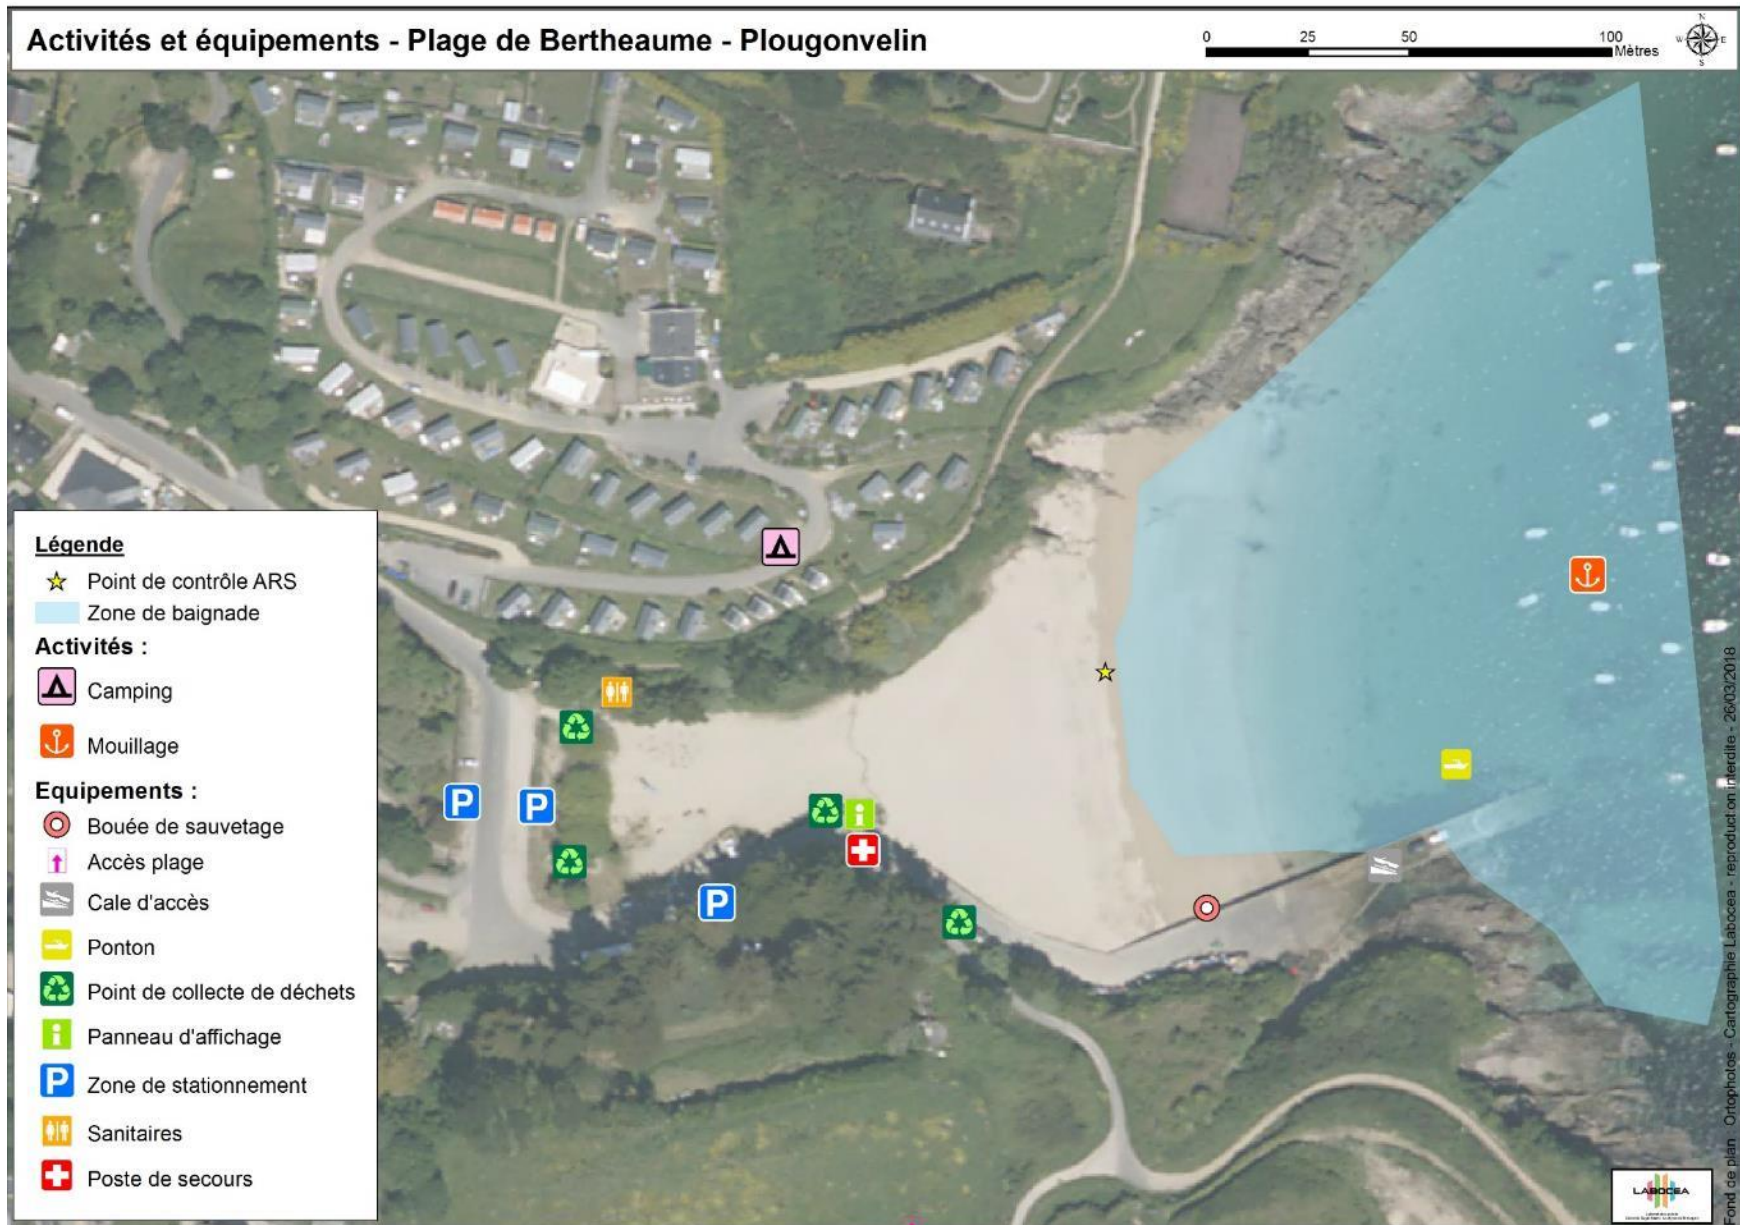 Activités et équipements - Plage de Bertheaume - Plougonvelin
0 25 50 100
Mètres
N
W E
S
Légende
Point de contrôle ARS
Zone de baignade
Activités :
Camping
Mouillage
Equipements :
Bouée de sauvetage
Accès plage
Cale d'accès
Ponton
Point de collecte de déchets
i Panneau d'affichage
P Zone de stationnement
Sanitaires
Poste de secours
P
P
i
P
LABOCEA
Fond de plan : Ortophotos - Cartographie Labocea - reproduction interdite - 26/03/2018